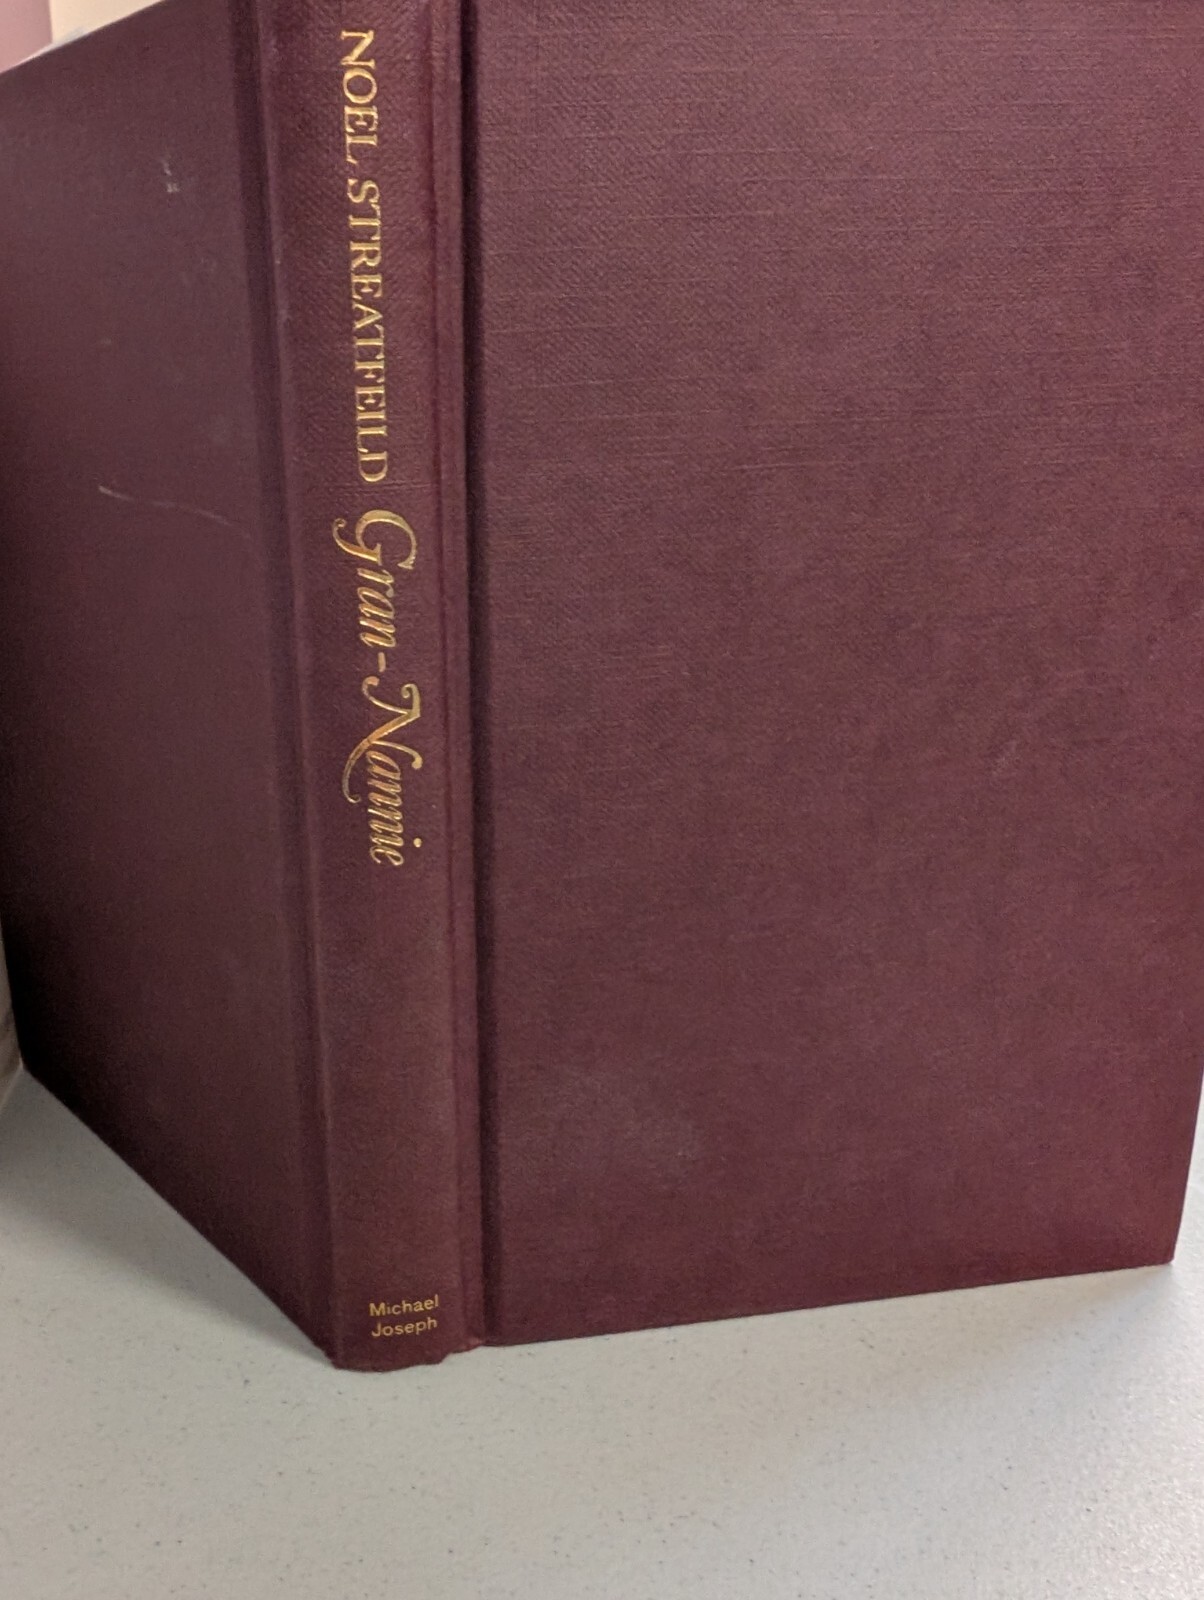 NOEL STREATFEILD Gran-Nannie
Michael
Joseph